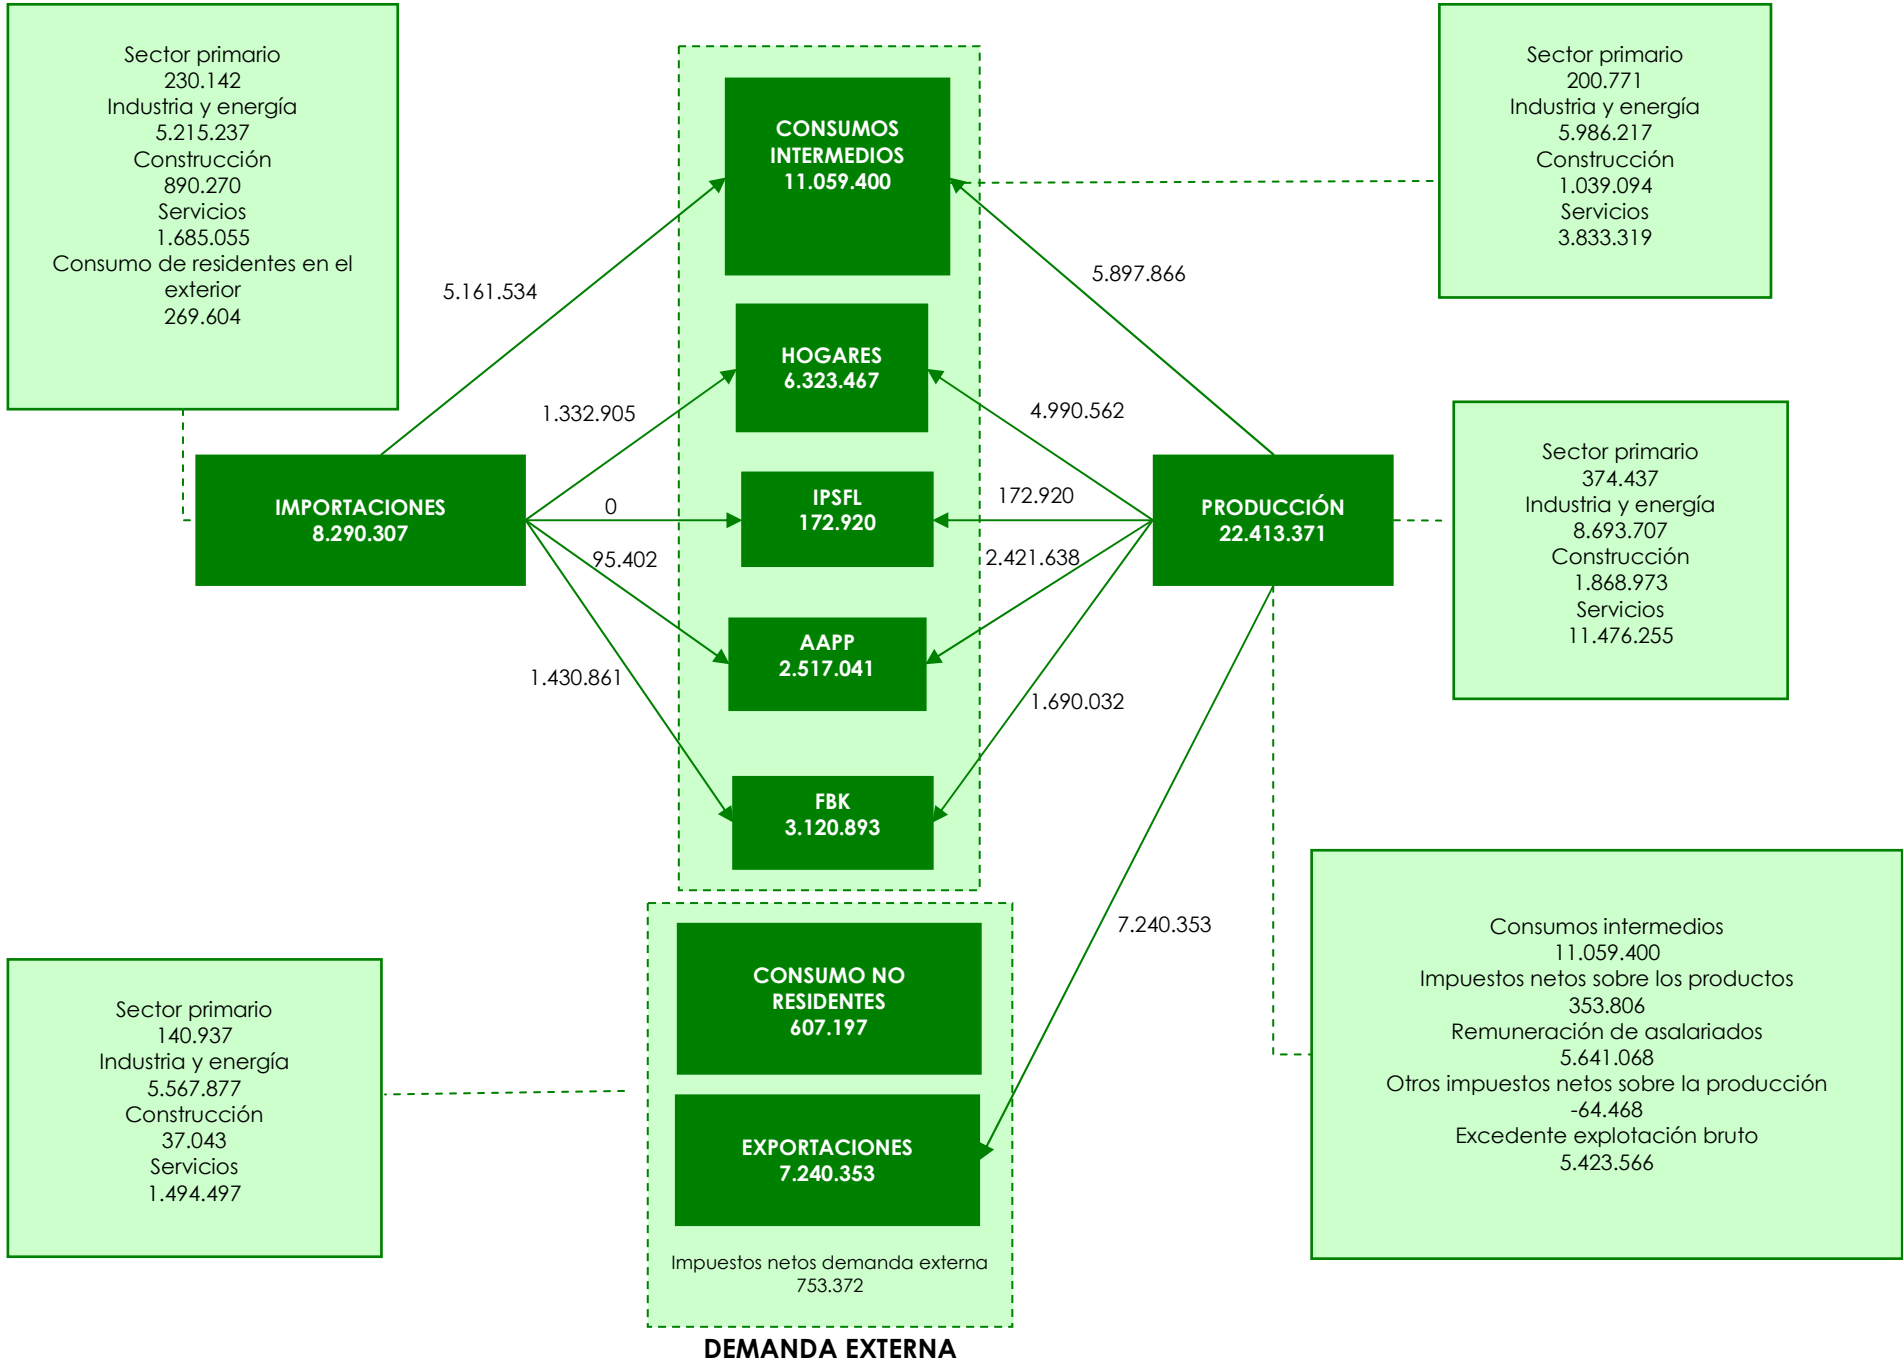 Sector primario
230.142
Industria y energía
5.215.237
Construcción
890.270
Servicios
1.685.055
Consumo de residentes en el
exterior
269.604
CONSUMOS
INTERMEDIOS
11.059.400
Sector primario
200.771
Industria y energía
5.986.217
Construcción
1.039.094
Servicios
3.833.319
5.161.534
5.897.866
HOGARES
6.323.467
1.332.905
4.990.562
IMPORTACIONES
8.290.307
0
IPSFL
172.920
172.920
PRODUCCIÓN
22.413.371
Sector primario
374.437
Industria y energía
8.693.707
Construcción
1.868.973
Servicios
11.476.255
95.402
2.421.638
AAPP
2.517.041
1.430.861
1.690.032
FBK
3.120.893
7.240.353
CONSUMO NO
RESIDENTES
607.197
EXPORTACIONES
7.240.353
Impuestos netos demanda externa
753.372
DEMANDA EXTERNA
Sector primario
140.937
Industria y energía
5.567.877
Construcción
37.043
Servicios
1.494.497
Consumos intermedios
11.059.400
Impuestos netos sobre los productos
353.806
Remuneración de asalariados
5.641.068
Otros impuestos netos sobre la producción
-64.468
Excedente explotación bruto
5.423.566